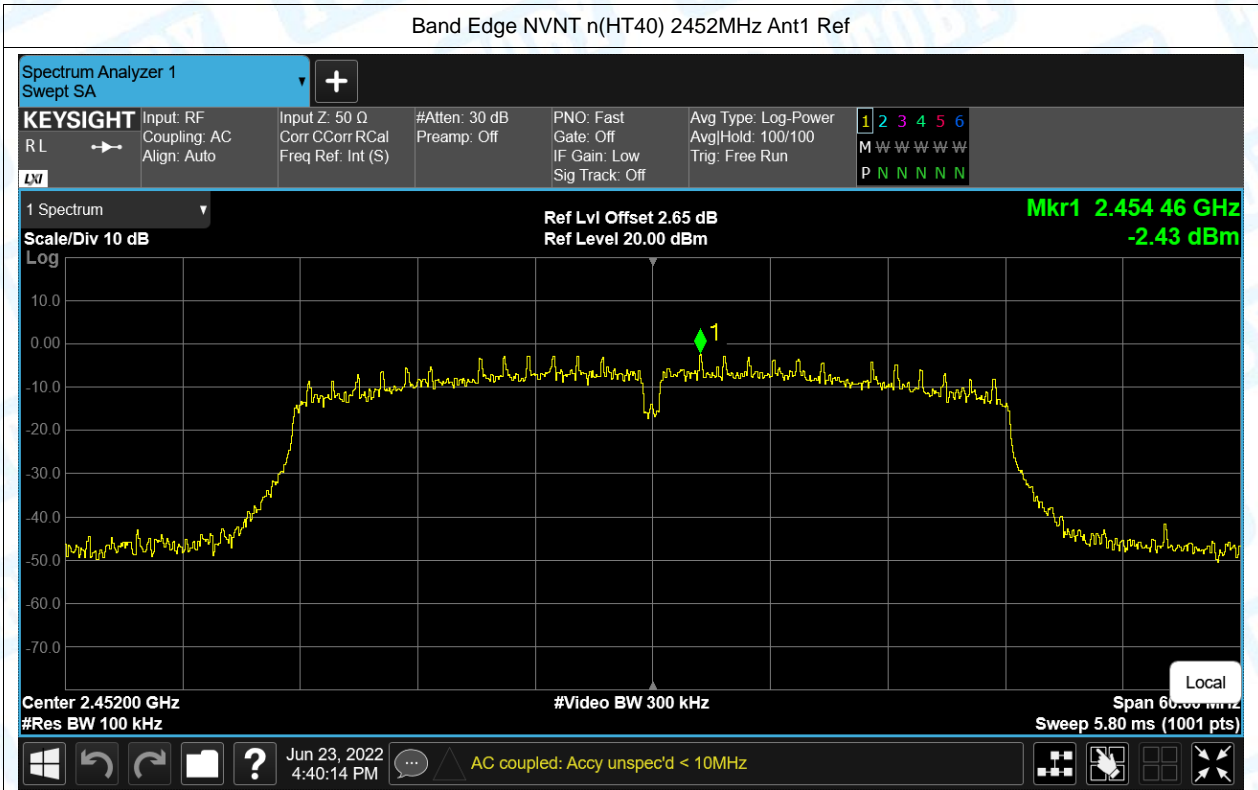 Band Edge NVNT n(HT40) 2452MHz Ant1 Ref
Spectrum Analyzer 1
Swept SA
+
KEYSIGHT
RL
LXI
Input: RF
Coupling: AC
Align: Auto
Input Z: 50 Ω
Corr CCorr RCal
Freq Ref: Int (S)
#Atten: 30 dB
Preamp: Off
PNO: Fast
Gate: Off
IF Gain: Low
Sig Track: Off
Avg Type: Log-Power
Avg|Hold: 100/100
Trig: Free Run
1 2 3 4 5 6
M W W W W W W
P N N N N N
1 Spectrum
Scale/Div 10 dB
Log
Ref Lvl Offset 2.65 dB
Ref Level 20.00 dBm
Mkr1 2.454 46 GHz
-2.43 dBm
10.0
0.00
-10.0
-20.0
-30.0
-40.0
-50.0
-60.0
-70.0
1
Local
Center 2.45200 GHz
#Res BW 100 kHz
#Video BW 300 kHz
Span 60.00 MHz
Sweep 5.80 ms (1001 pts)
?
Jun 23, 2022
4:40:14 PM
AC coupled: Accy unspec'd < 10MHz